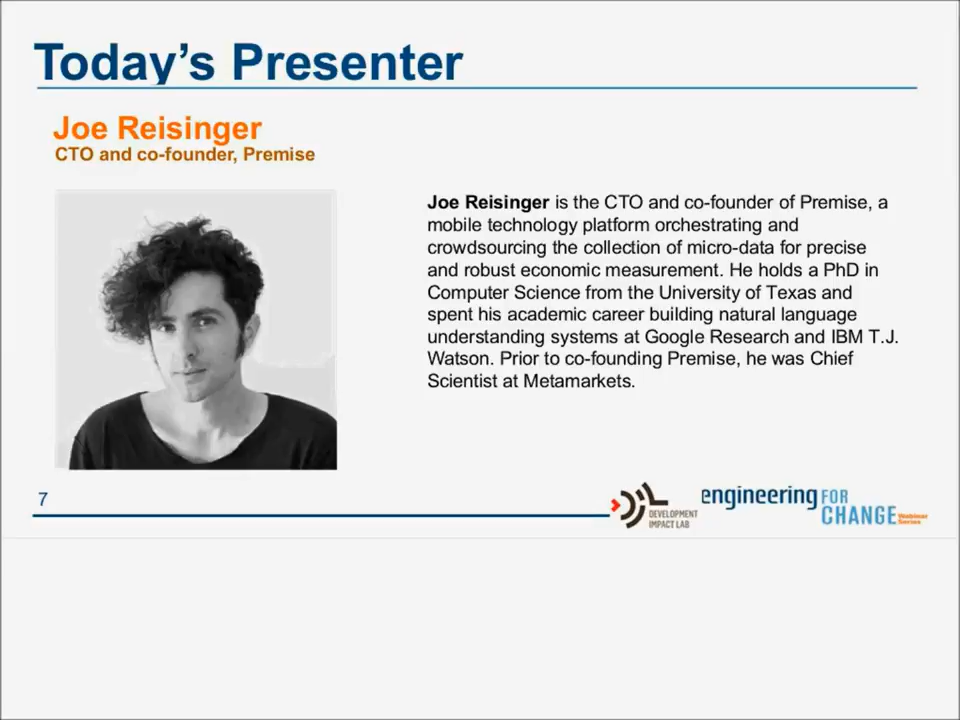 Today's Presenter
Joe Reisinger
CTO and co-founder, Premise
Joe Reisinger is the CTO and co-founder of Premise, a
mobile technology platform orchestrating and
crowdsourcing the collection of micro-data for precise
and robust economic measurement. He holds a PhD in
Computer Science from the University of Texas and
spent his academic career building natural language
understanding systems at Google Research and IBM T.J.
Watson. Prior to co-founding Premise, he was Chief
Scientist at Metamarkets.
7
DEVELOPMENT
IMPACT LAB
engineering FOR
CHANGE Webinar
Series